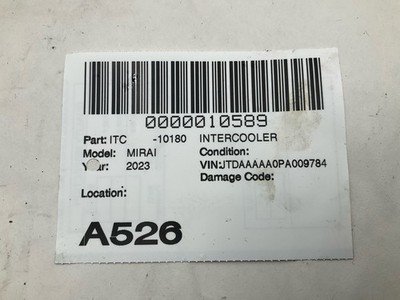 0000010589
Part: ITC -10180 INTERCOOLER
Model: MIRAI Condition:
Year: 2023 VIN:JTDAAAAA0PA009784
Damage Code:
Location:
A526